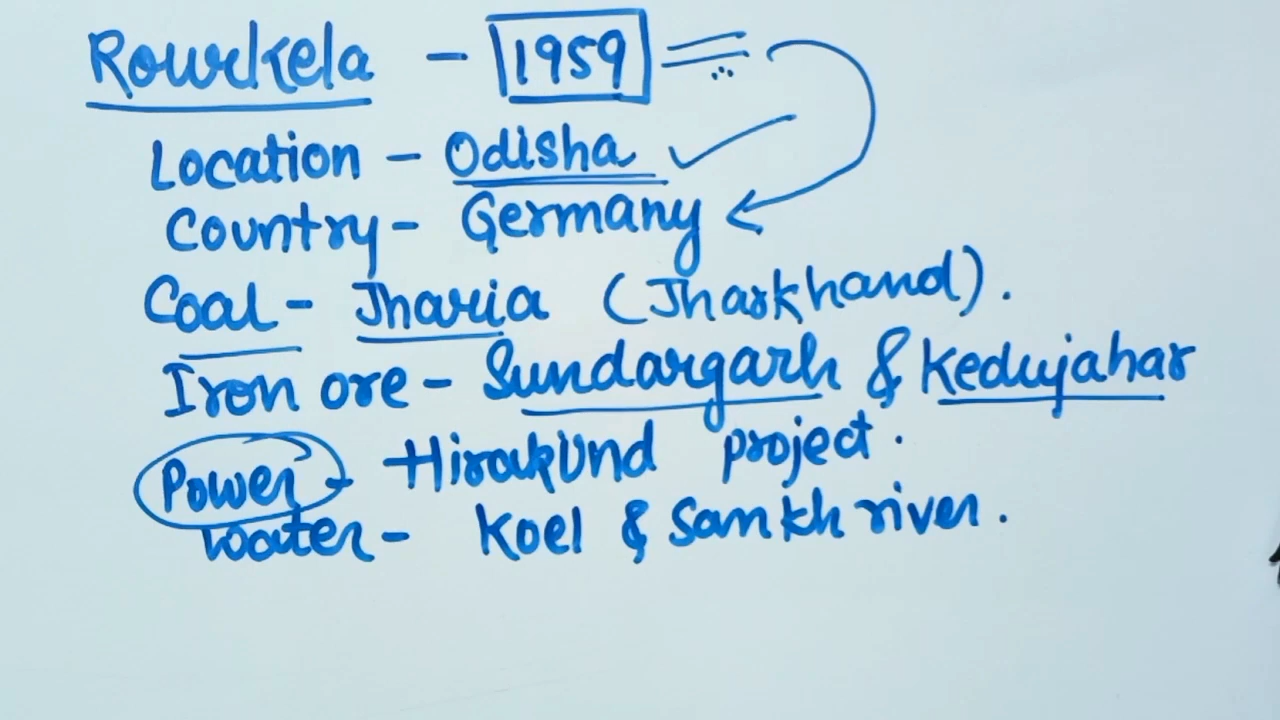 Rourkela - 1959
Location - Odisha
Country - Germany
Coal - Jharia (Jharkhand).
Iron ore - Sundargarh & Kedujahar
Power - Hirakund project.
water - Koel & Sankh river.